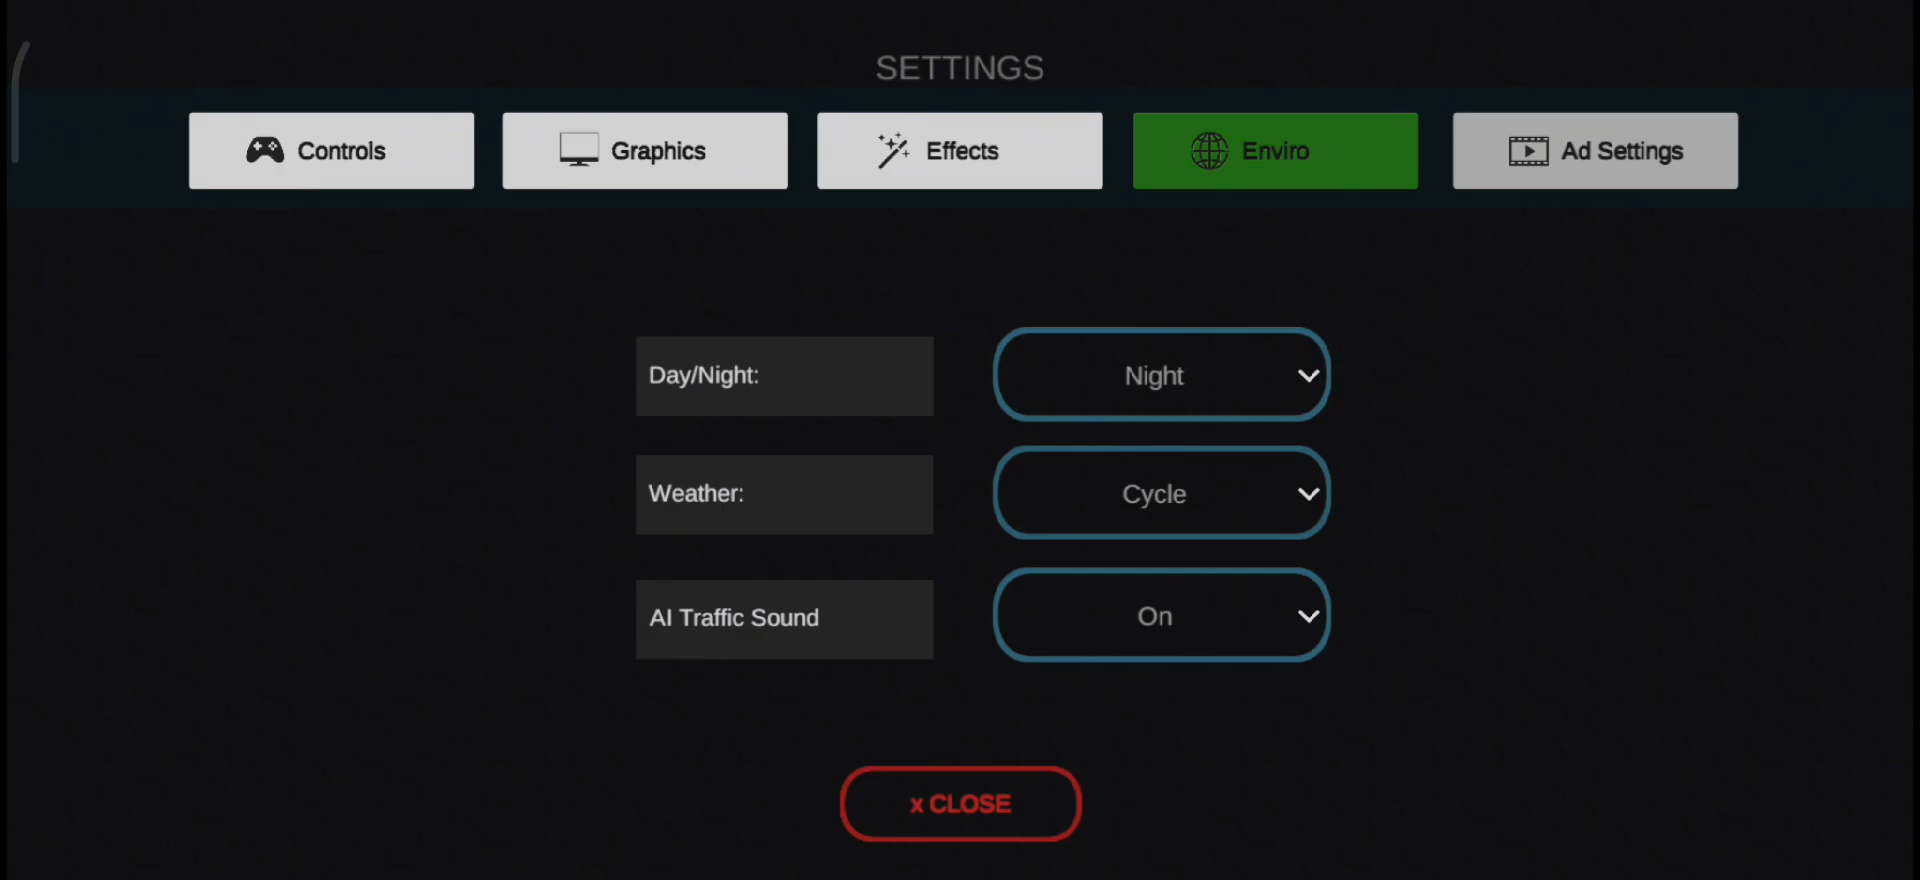 SETTINGS
Controls
Graphics
Effects
Enviro
Ad Settings
Day/Night:
Night
Weather:
Cycle
AI Traffic Sound
On
x CLOSE